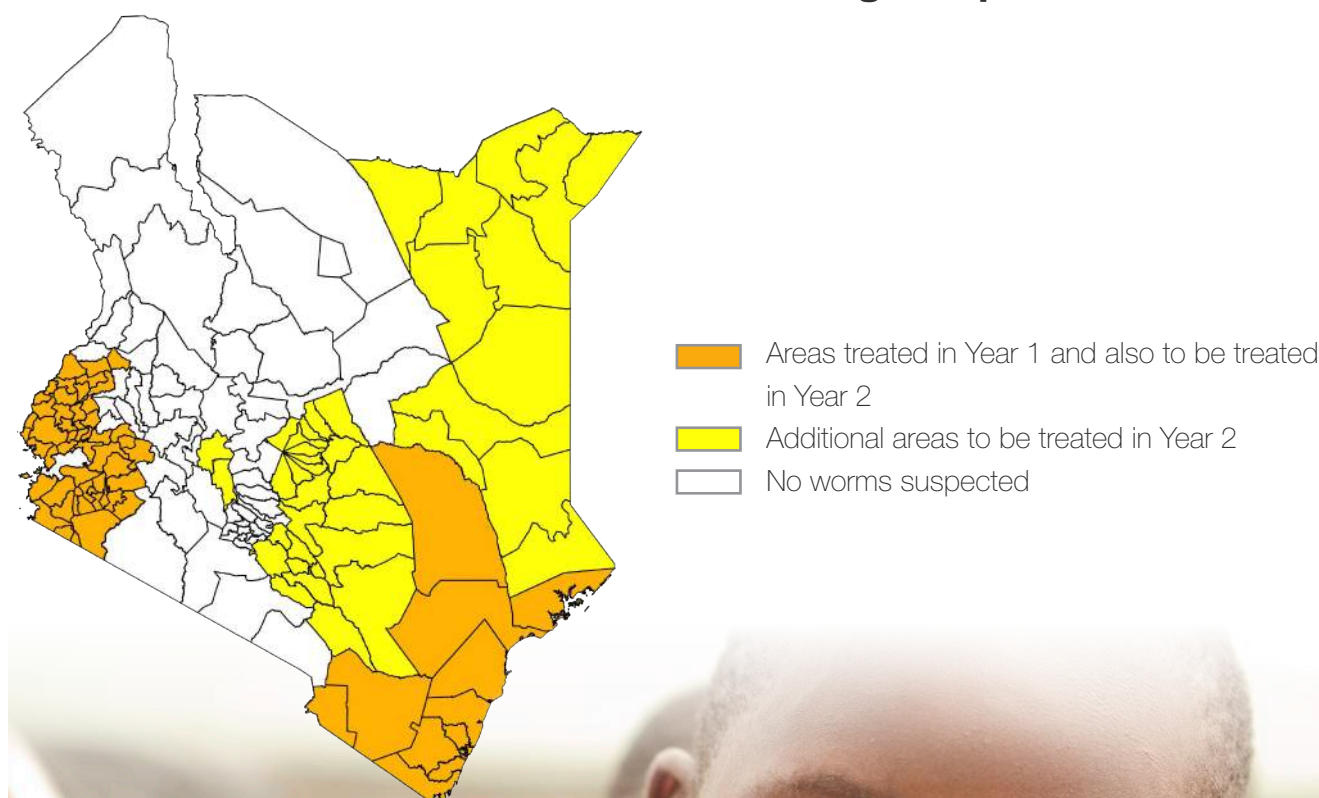 Areas treated in Year 1 and also to be treated
in Year 2
Additional areas to be treated in Year 2
No worms suspected